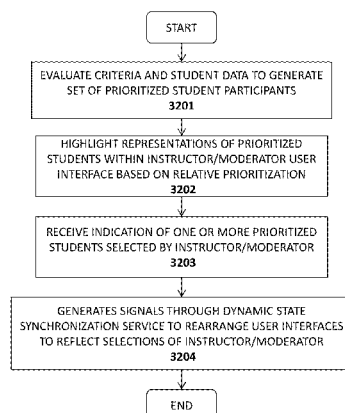 START
EVALUATE CRITERIA AND STUDENT DATA TO GENERATE
SET OF PRIORITIZED STUDENT PARTICIPANTS
3201
HIGHLIGHT REPRESENTATIONS OF PRIORITIZED
STUDENTS WITHIN INSTRUCTOR/MODERATOR USER
INTERFACE BASED ON RELATIVE PRIORITIZATION
3202
RECEIVE INDICATION OF ONE OR MORE PRIORITIZED
STUDENTS SELECTED BY INSTRUCTOR/MODERATOR
3203
GENERATES SIGNALS THROUGH DYNAMIC STATE
SYNCHRONIZATION SERVICE TO REARRANGE USER INTERFACES
TO REFLECT SELECTIONS OF INSTRUCTOR/MODERATOR
3204
END